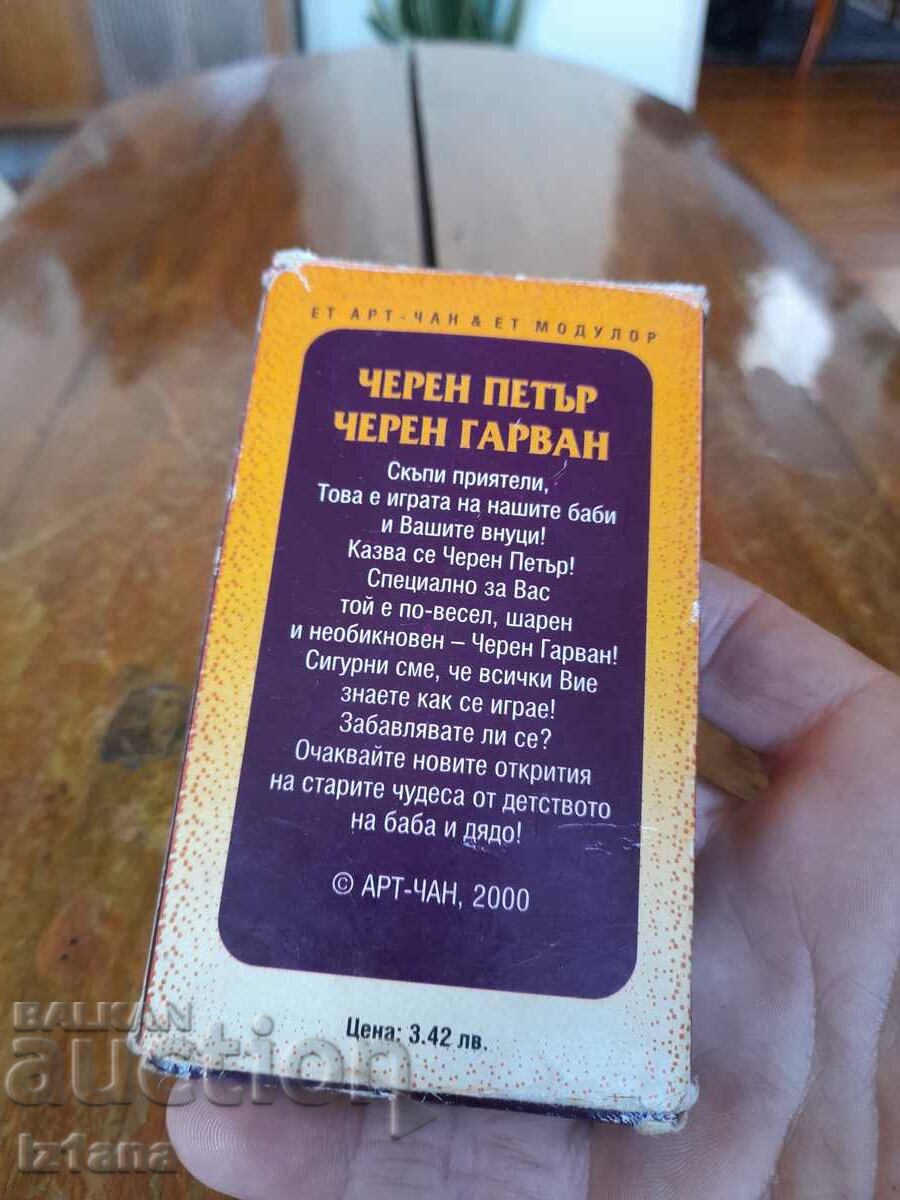 ЕТ АРТ-ЧАН & ЕТ МОДУЛОР
ЧЕРЕН ПЕТЪР
ЧЕРЕН ГАРВАН
Скъпи приятели,
Това е играта на нашите баби
и Вашите внуци!
Казва се Черен Петър!
Специално за Вас
той е по-весел, шарен
и необикновен – Черен Гарван!
Сигурни сме, че всички Вие
знаете как се играе!
Забавлявате ли се?
Очаквайте новите открития
на старите чудеса от детството
на баба и дядо!
© АРТ-ЧАН, 2000
Цена: 3.42 лв.
BALKAN
auction
Iz1ana